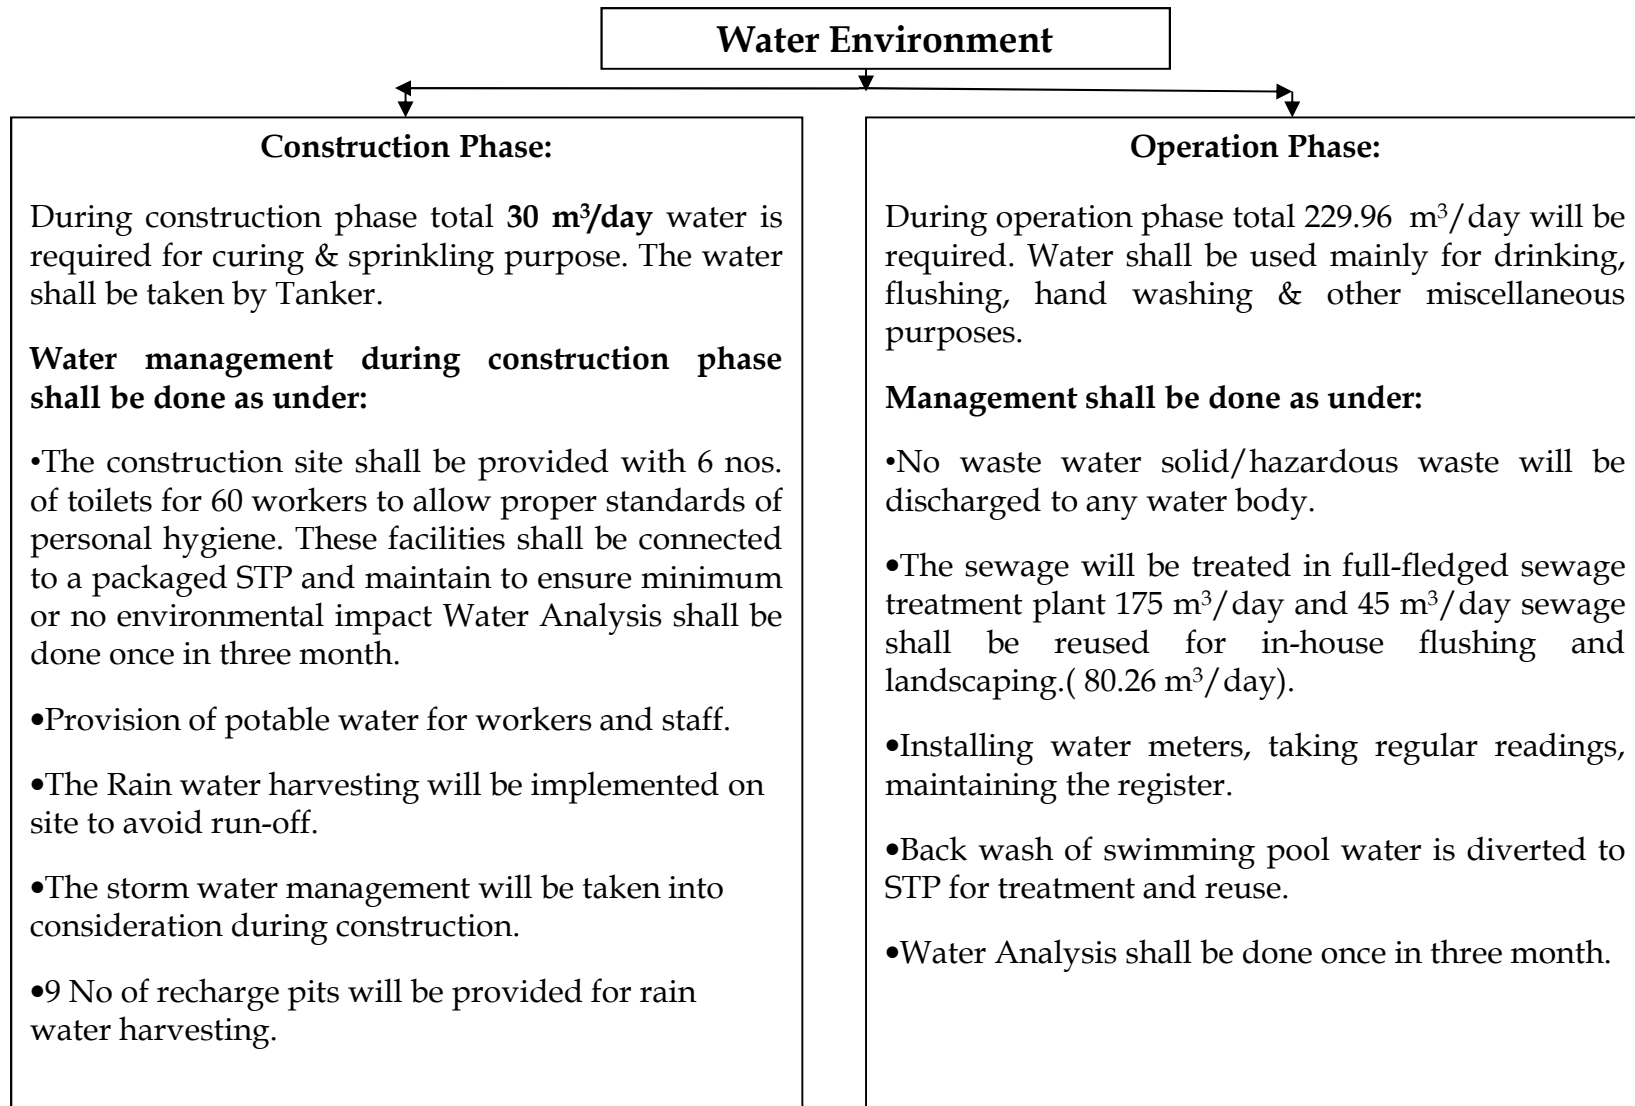 Water Environment
Construction Phase:
During construction phase total 30 m³/day water is
required for curing & sprinkling purpose. The water
shall be taken by Tanker.
Water management during construction phase
shall be done as under:
•The construction site shall be provided with 6 nos.
of toilets for 60 workers to allow proper standards of
personal hygiene. These facilities shall be connected
to a packaged STP and maintain to ensure minimum
or no environmental impact Water Analysis shall be
done once in three month.
•Provision of potable water for workers and staff.
•The Rain water harvesting will be implemented on
site to avoid run-off.
•The storm water management will be taken into
consideration during construction.
•9 No of recharge pits will be provided for rain
water harvesting.
Operation Phase:
During operation phase total 229.96 m³/day will be
required. Water shall be used mainly for drinking,
flushing, hand washing & other miscellaneous
purposes.
Management shall be done as under:
•No waste water solid/hazardous waste will be
discharged to any water body.
•The sewage will be treated in full-fledged sewage
treatment plant 175 m³/day and 45 m³/day sewage
shall be reused for in-house flushing and
landscaping.( 80.26 m³/day).
•Installing water meters, taking regular readings,
maintaining the register.
•Back wash of swimming pool water is diverted to
STP for treatment and reuse.
•Water Analysis shall be done once in three month.